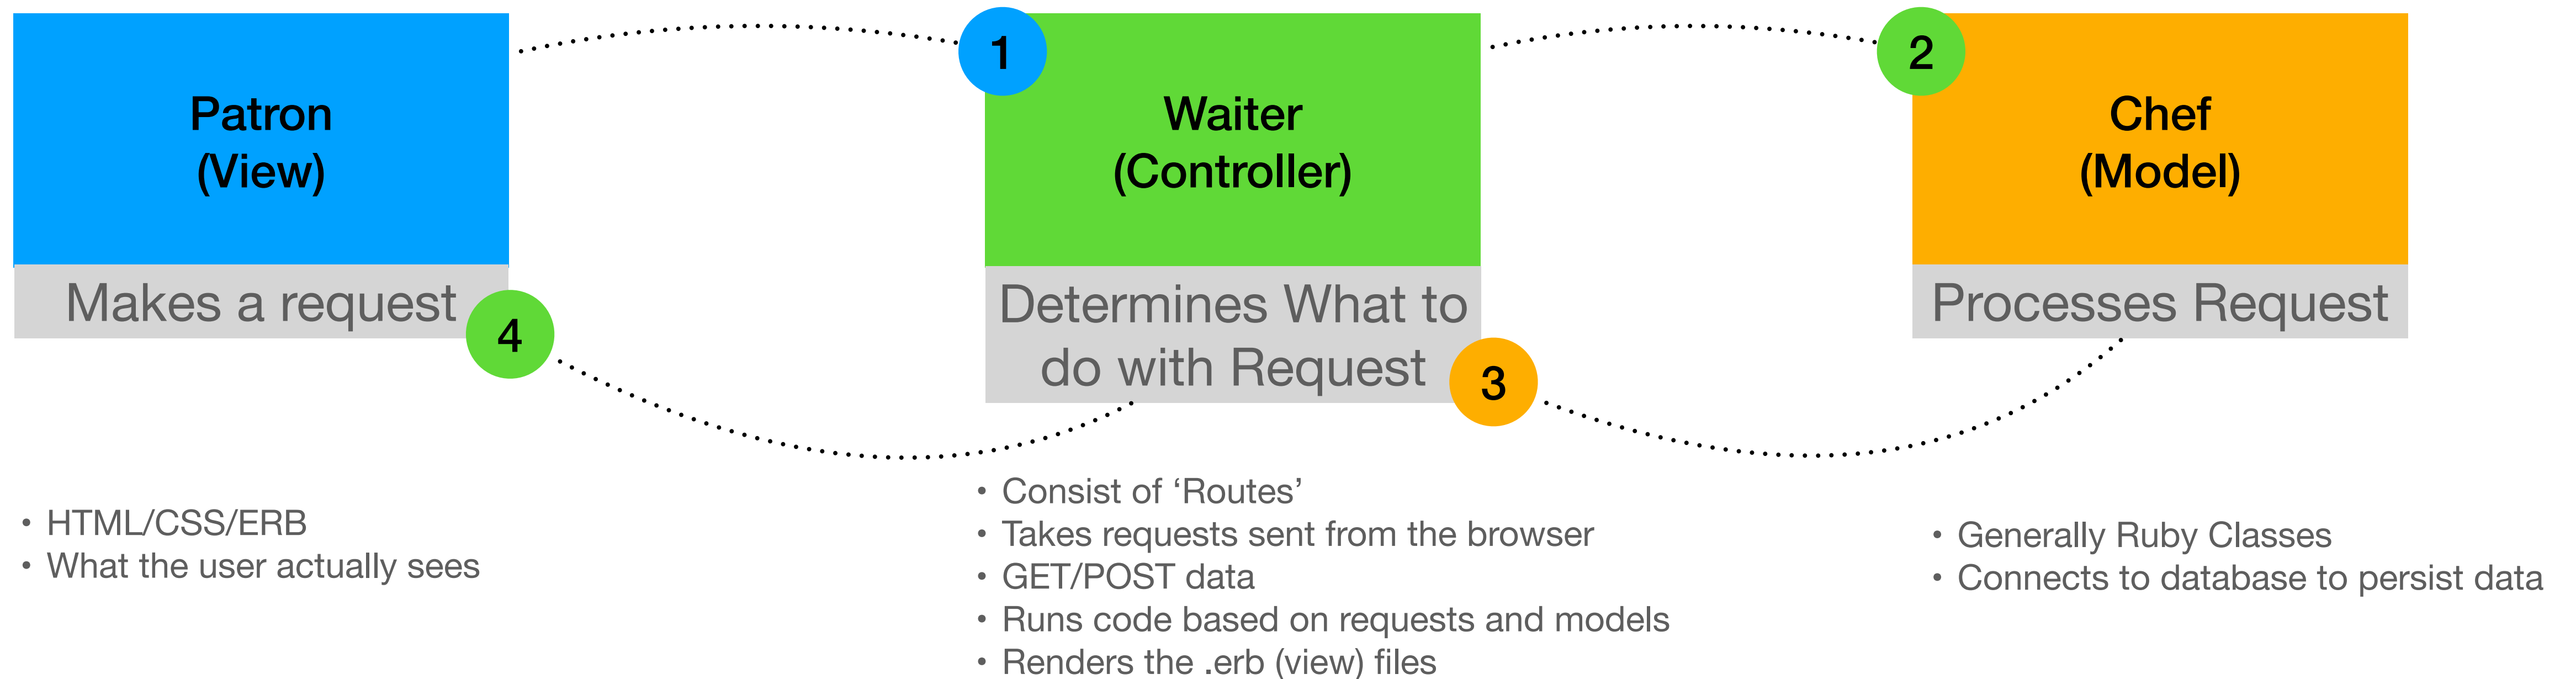 Patron
(View)
Makes a request
4
1
Waiter
(Controller)
Determines What to
do with Request
3
2
Chef
(Model)
Processes Request
• HTML/CSS/ERB
• What the user actually sees
• Consist of ‘Routes’
• Takes requests sent from the browser
• GET/POST data
• Runs code based on requests and models
• Renders the .erb (view) files
• Generally Ruby Classes
• Connects to database to persist data